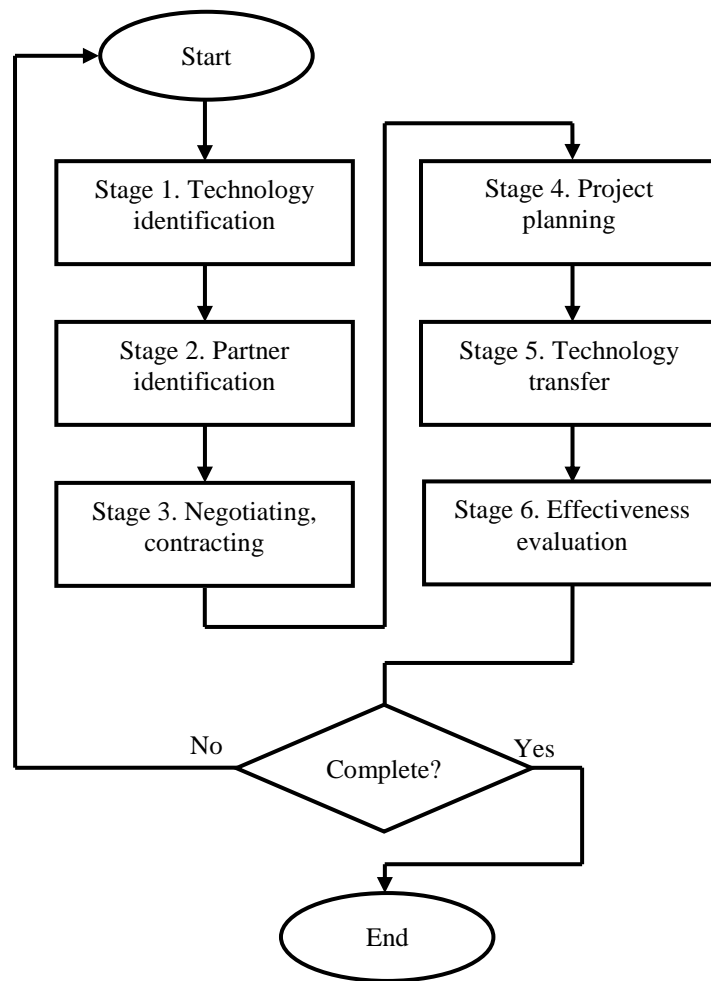 Start
Stage 1. Technology
identification
Stage 2. Partner
identification
Stage 3. Negotiating,
contracting
Stage 4. Project
planning
Stage 5. Technology
transfer
Stage 6. Effectiveness
evaluation
No
Complete?
Yes
End